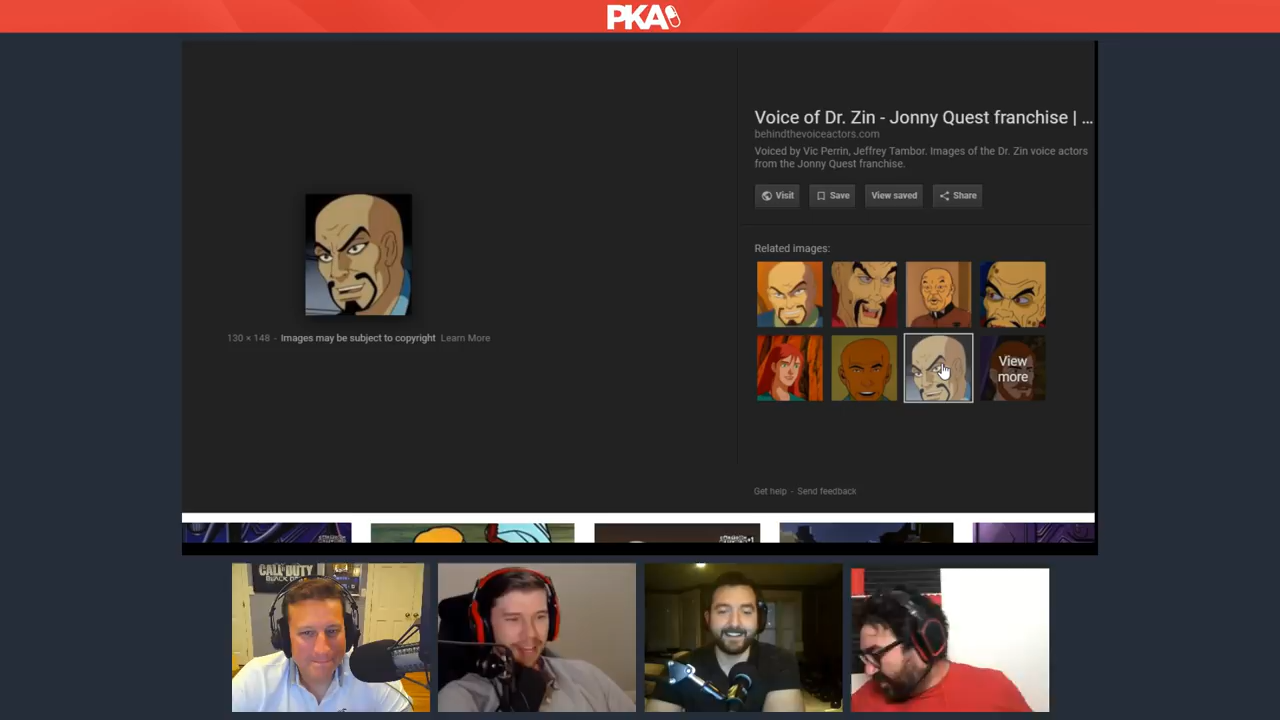 PKA
Voice of Dr. Zin - Jonny Quest franchise | ...
behindthevoiceactors.com
Voiced by Vic Perrin, Jeffrey Tambor. Images of the Dr. Zin voice actors
from the Jonny Quest franchise.
Visit
Save
View saved
Share
Related images:
View
more
130 × 148 - Images may be subject to copyright Learn More
Get help - Send feedback
CALL OF DUTY
BLACK